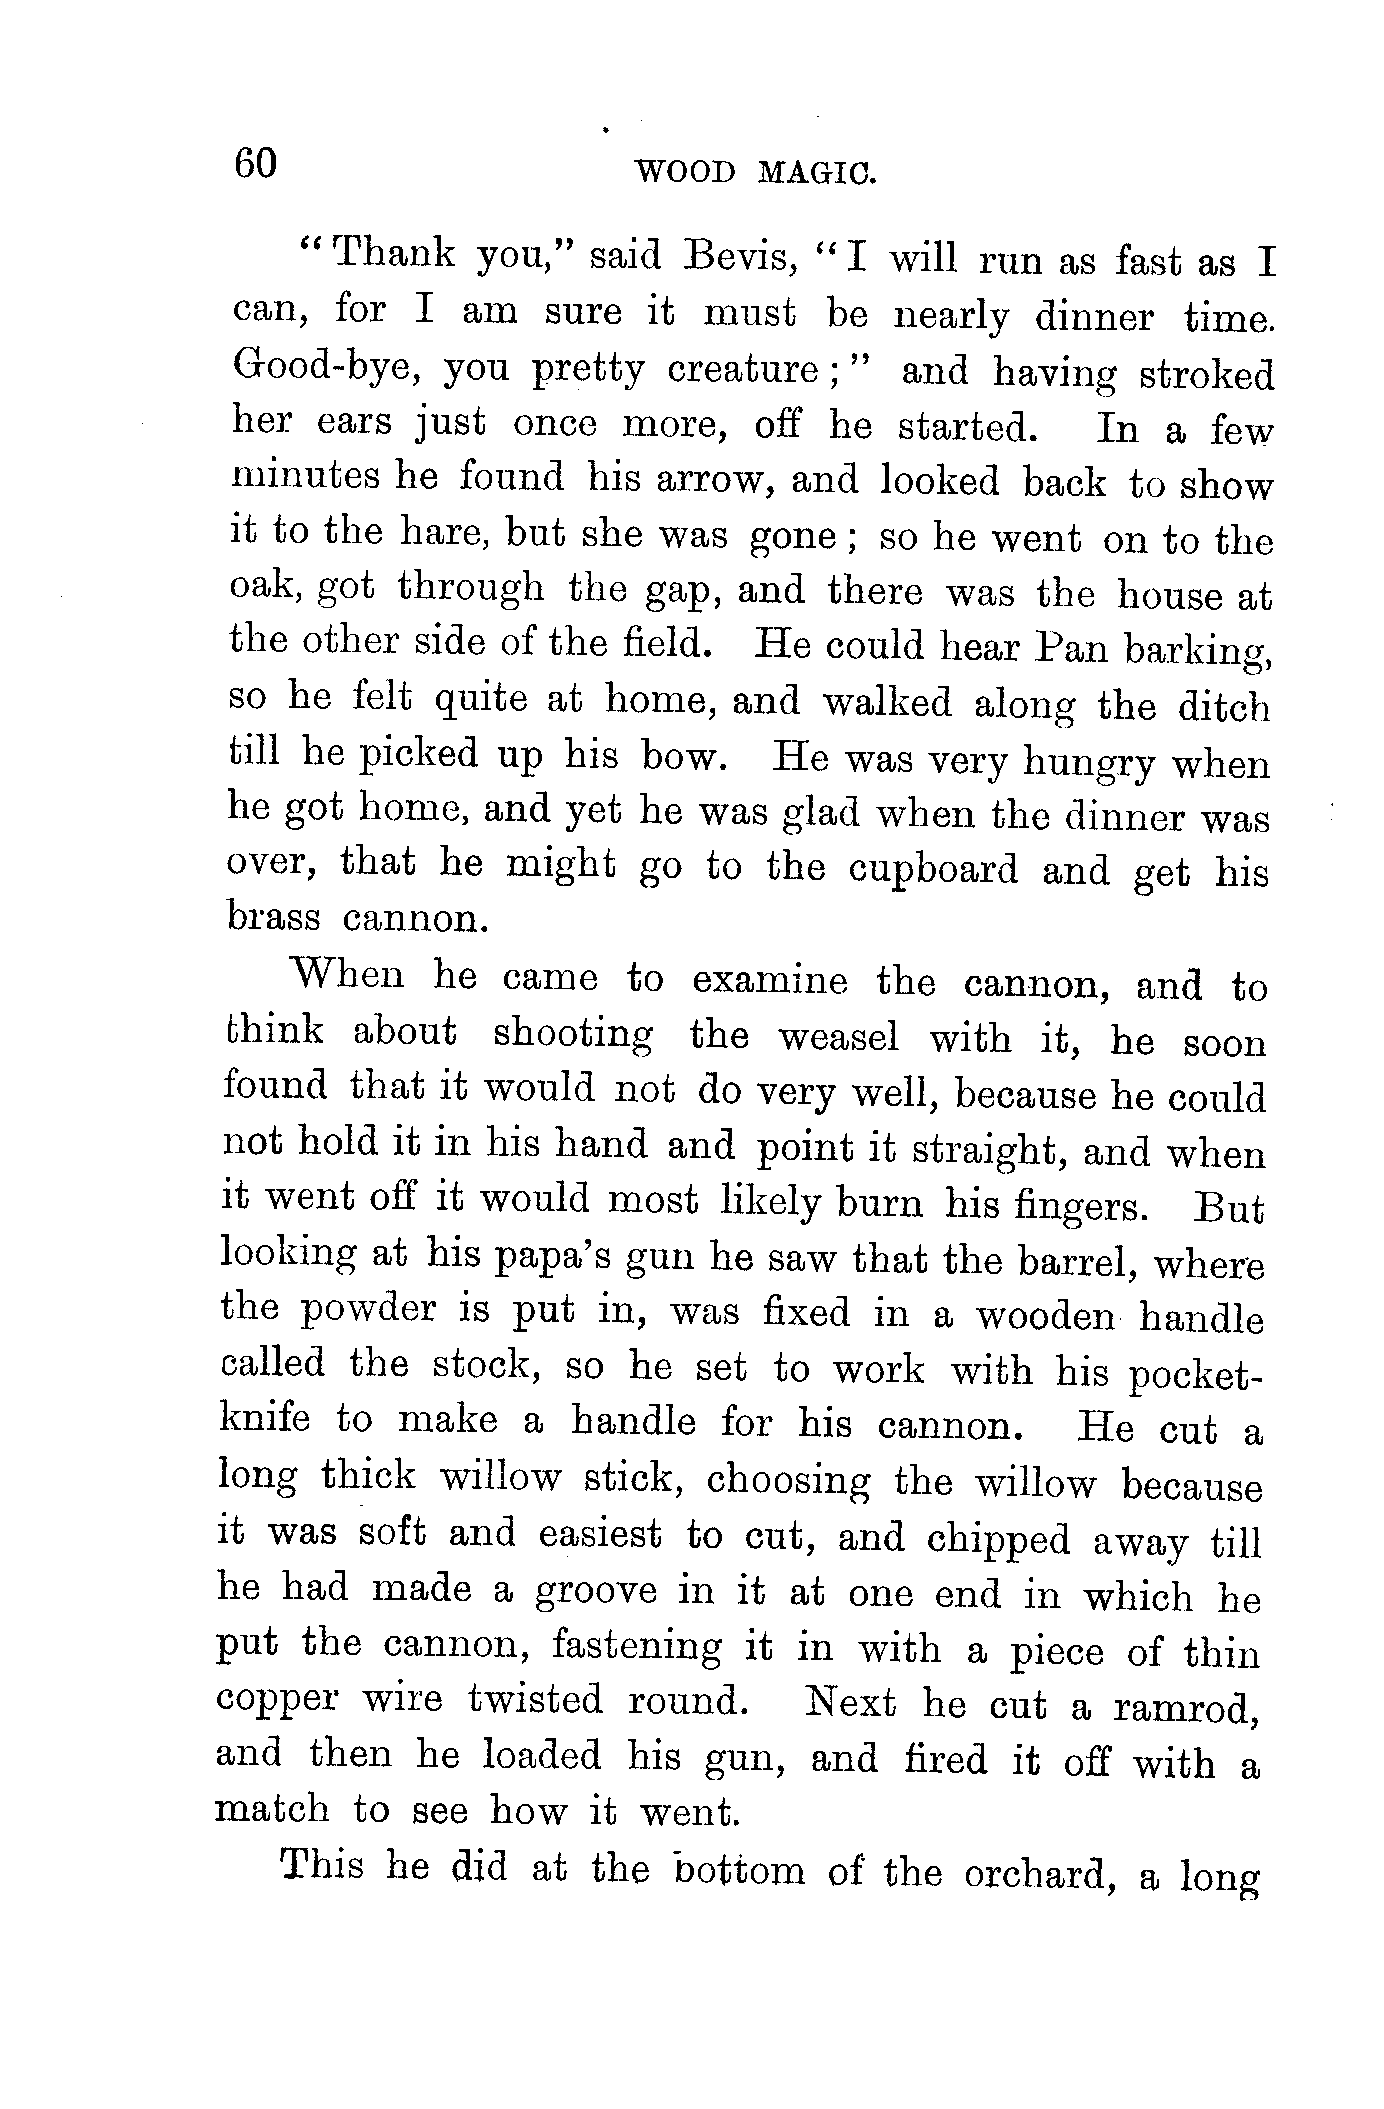 60 WOOD MAGIC.
"Thank you," said Bevis, "I will run as fast as I
can, for I am sure it must be nearly dinner time.
Good-bye, you pretty creature;" and having stroked
her ears just once more, off he started. In a few
minutes he found his arrow, and looked back to show
it to the hare, but she was gone; so he went on to the
oak, got through the gap, and there was the house at
the other side of the field. He could hear Pan barking,
so he felt quite at home, and walked along the ditch
till he picked up his bow. He was very hungry when
he got home, and yet he was glad when the dinner was
over, that he might go to the cupboard and get his
brass cannon.
When he came to examine the cannon, and to
think about shooting the weasel with it, he soon
found that it would not do very well, because he could
not hold it in his hand and point it straight, and when
it went off it would most likely burn his fingers. But
looking at his papa's gun he saw that the barrel, where
the powder is put in, was fixed in a wooden handle
called the stock, so he set to work with his pocket-
knife to make a handle for his cannon. He cut a
long thick willow stick, choosing the willow because
it was soft and easiest to cut, and chipped away till
he had made a groove in it at one end in which he
put the cannon, fastening it in with a piece of thin
copper wire twisted round. Next he cut a ramrod,
and then he loaded his gun, and fired it off with a
match to see how it went.
This he did at the bottom of the orchard, a long